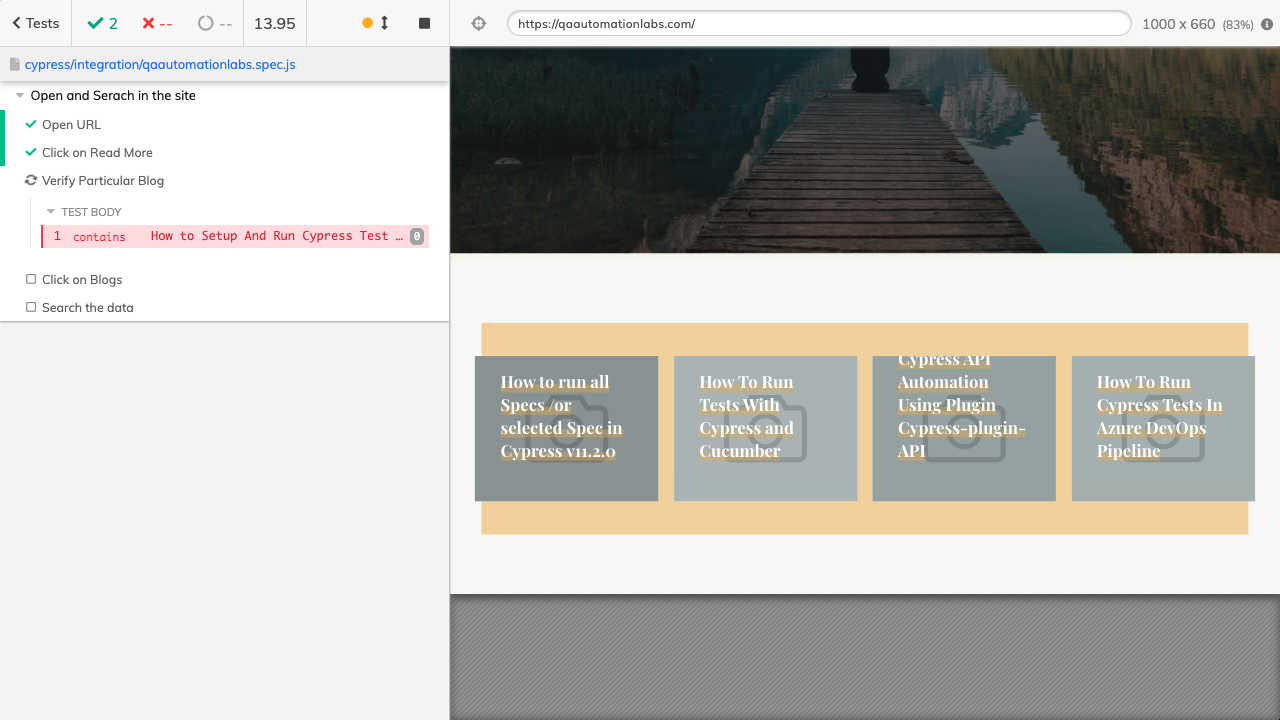 Tests
2
--
--
13.95
https://qaautomationlabs.com/
1000 x 660 (83%)
cypress/integration/qaautomationlabs.spec.js
Open and Serach in the site
Open URL
Click on Read More
Verify Particular Blog
TEST BODY
1 contains How to Setup And Run Cypress Test … 0
Click on Blogs
Search the data
How to run all
Specs /or
selected Spec in
Cypress v11.2.0
How To Run
Tests With
Cypress and
Cucumber
Cypress API
Automation
Using Plugin
Cypress-plugin-
API
How To Run
Cypress Tests In
Azure DevOps
Pipeline